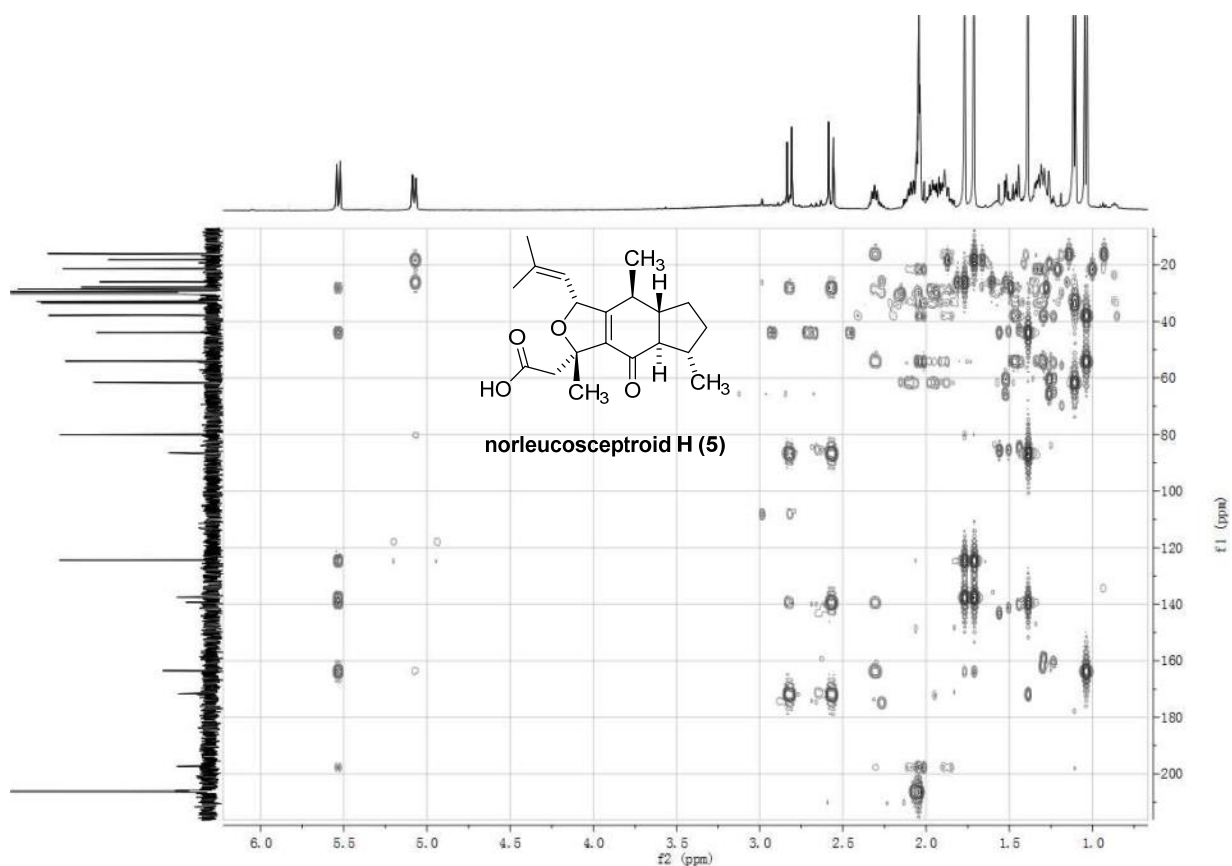 20
40
60
80
100
120
140
160
180
200
f1 (ppm)
CH3
H
O
O
HO
CH3
O
H
CH3
norleucosceptroid H (5)
6.0 5.5 5.0 4.5 4.0 3.5 3.0 2.5 2.0 1.5 1.0
f2 (ppm)